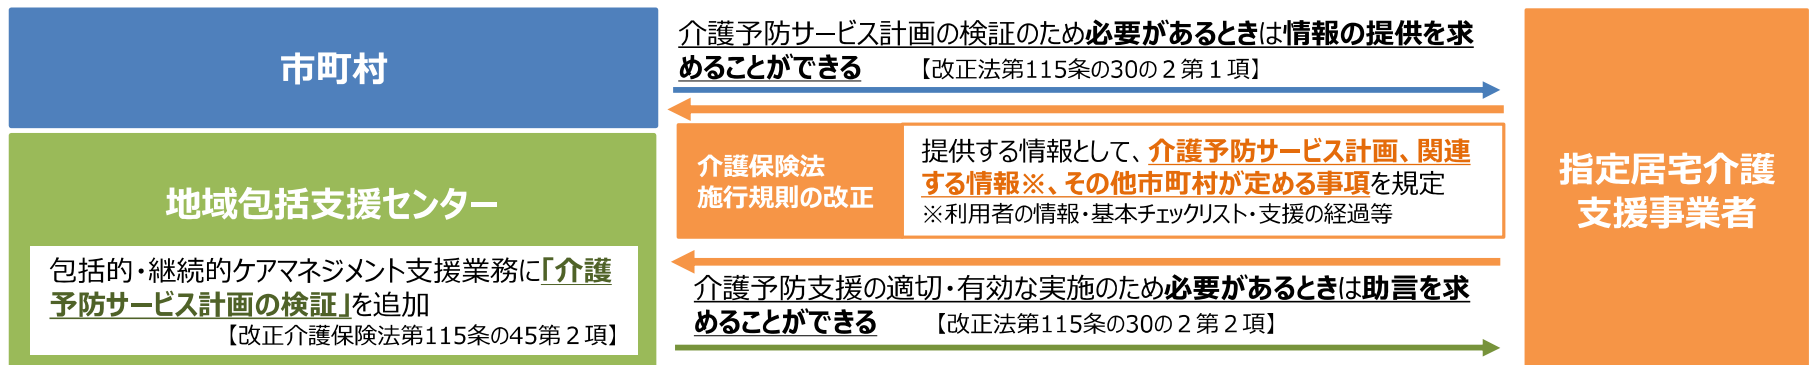 市町村
介護予防サービス計画の検証のため必要があるときは情報の提供を求
めることができる 【改正法第115条の30の２第１項】
地域包括支援センター
包括的・継続的ケアマネジメント支援業務に「介護
予防サービス計画の検証」を追加
【改正介護保険法第115条の45第２項】
介護保険法
施行規則の改正
提供する情報として、介護予防サービス計画、関連
する情報※、その他市町村が定める事項を規定
※利用者の情報・基本チェックリスト・支援の経過等
介護予防支援の適切・有効な実施のため必要があるときは助言を求
めることができる 【改正法第115条の30の２第２項】
指定居宅介護
支援事業者